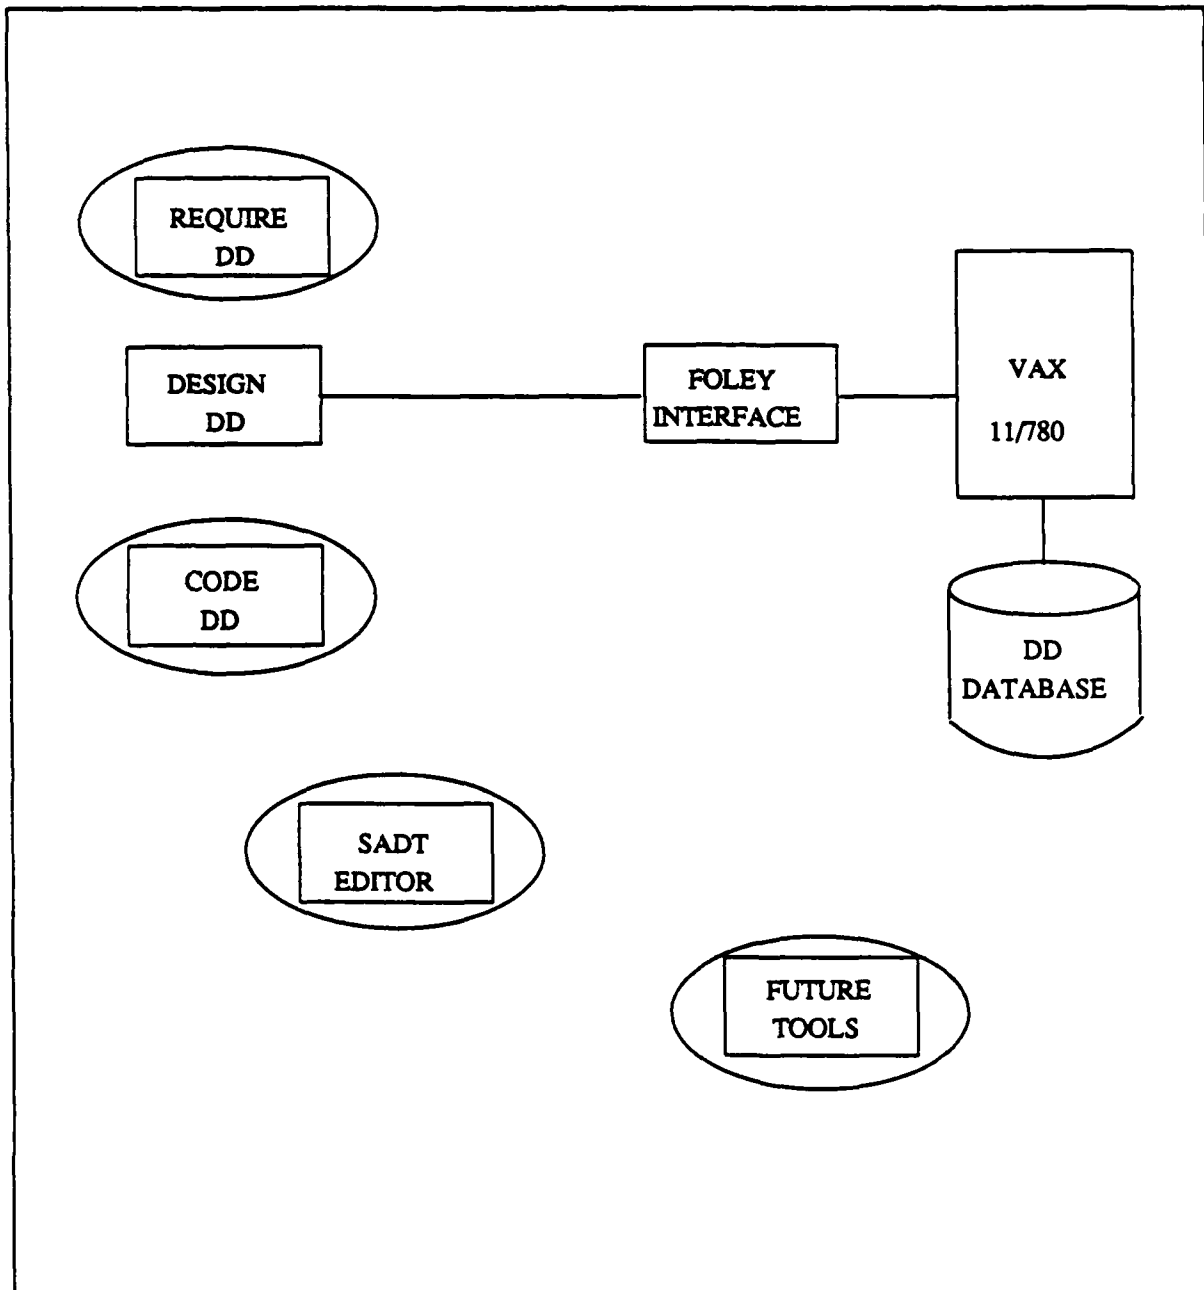 REQUIRE
DD
DESIGN
DD
FOLEY
INTERFACE
VAX
11/780
CODE
DD
DD
DATABASE
SADT
EDITOR
FUTURE
TOOLS